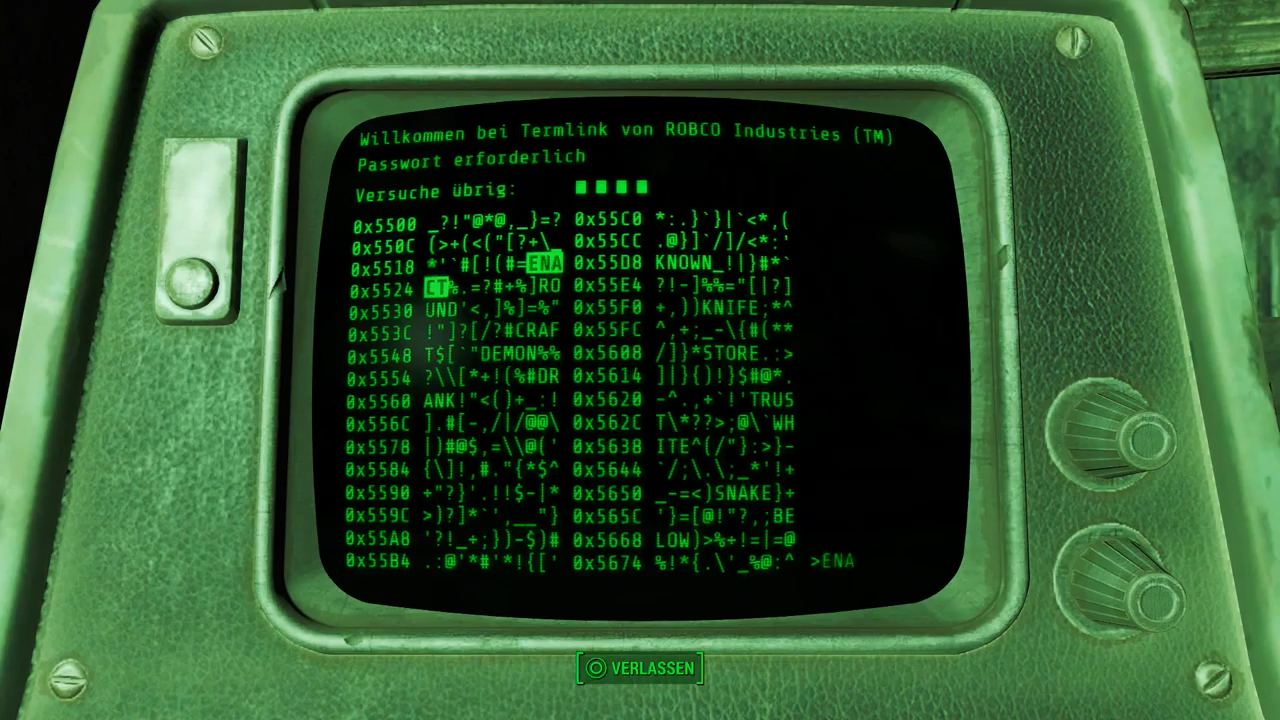 Willkommen bei Termlink von ROBCO Industries (TM)
Passwort erforderlich
Versuche übrig:
0x5500 _?!"@*@,_}=? 0x55C0 *:.}`}|`<*,(
0x550C (>+(<("[?+\_ 0x55CC .@}]`/]/<*:'
0x5518 *'`#[!(#=ENA 0x55D8 KNOWN_!|}#*`
0x5524 CT%.=?#+%]RO 0x55E4 ?!-]%%="[|?]
0x5530 UND'<,]%]=%" 0x55F0 +,))KNIFE;*^
0x553C !"]?[/?#CRAF 0x55FC ^,+;_-\{#(**
0x5548 T$[`"DEMON%% 0x5608 /]}*STORE.:>
0x5554 ?\\[*+!(%#DR 0x5614 ]|}{)!}$#@*.
0x5560 ANK!"<()+_:! 0x5620 -^.,+`!'TRUS
0x556C ].#[-,/|/@@\ 0x562C T\*??>;@\`WH
0x5578 |)#@$,=\\@(' 0x5638 ITE^(/"}:>}-
0x5584 {\]!,#."{*$^ 0x5644 `/;\.\;_*'!+
0x5590 +"?}'.!!$-|* 0x5650 _-=<)SNAKE}+
0x559C >)?]*`',__"} 0x565C '}=[@!"?,;BE
0x55A8 '?!_+;})-$)# 0x5668 LOW)>%+!=|=@
0x55B4 .:@'*#'*!{[' 0x5674 %!*{.\'_%@:^ >ENA
VERLASSEN